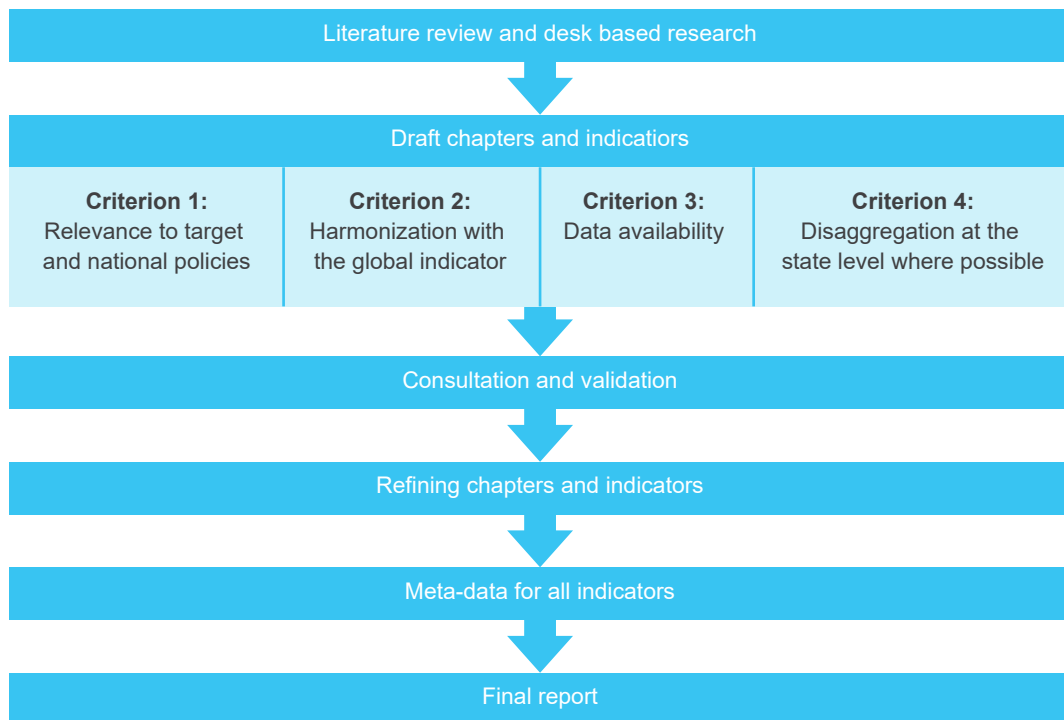 Literature review and desk based research
Draft chapters and indicatiors
Criterion 1:
Relevance to target
and national policies
Criterion 2:
Harmonization with
the global indicator
Criterion 3:
Data availability
Criterion 4:
Disaggregation at the
state level where possible
Consultation and validation
Refining chapters and indicators
Meta-data for all indicators
Final report